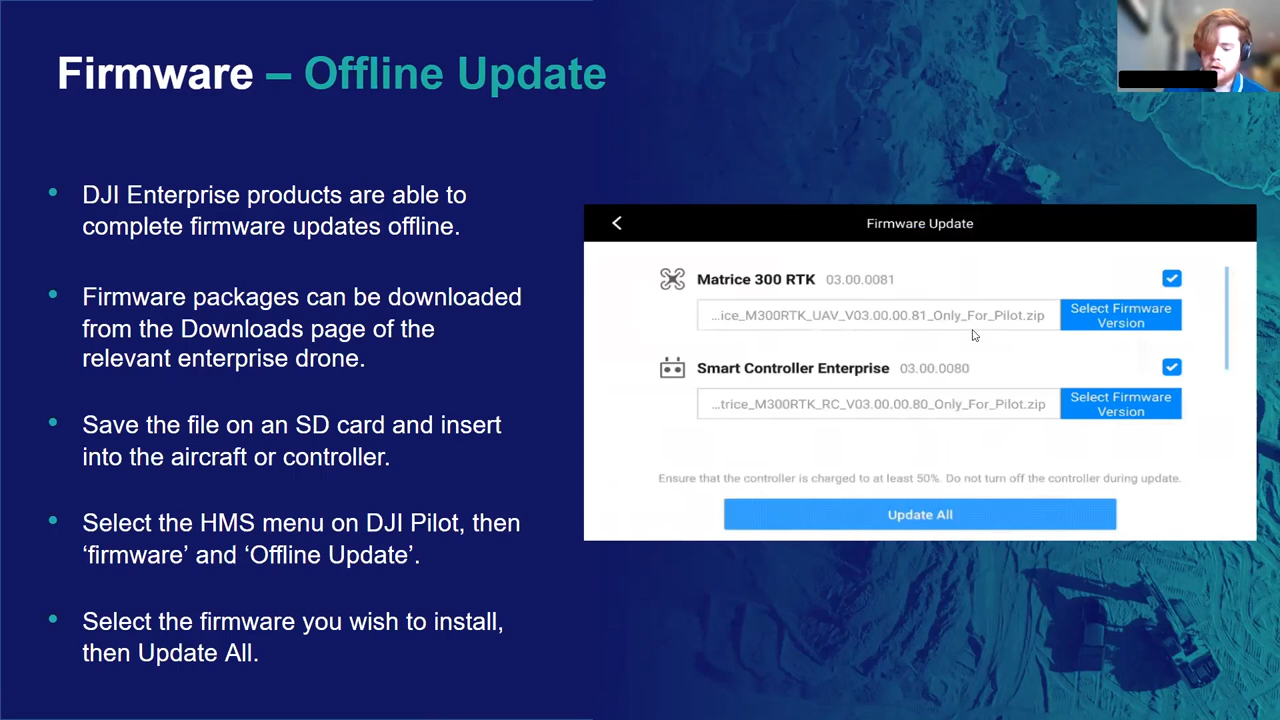 Firmware – Offline Update
• DJI Enterprise products are able to
complete firmware updates offline.
• Firmware packages can be downloaded
from the Downloads page of the
relevant enterprise drone.
• Save the file on an SD card and insert
into the aircraft or controller.
• Select the HMS menu on DJI Pilot, then
‘firmware’ and ‘Offline Update’.
• Select the firmware you wish to install,
then Update All.
Firmware Update
Matrice 300 RTK 03.00.0081
...ice_M300RTK_UAV_V03.00.00.81_Only_For_Pilot.zip
Select Firmware
Version
Smart Controller Enterprise 03.00.0080
...trice_M300RTK_RC_V03.00.00.80_Only_For_Pilot.zip
Select Firmware
Version
Ensure that the controller is charged to at least 50%. Do not turn off the controller during update.
Update All